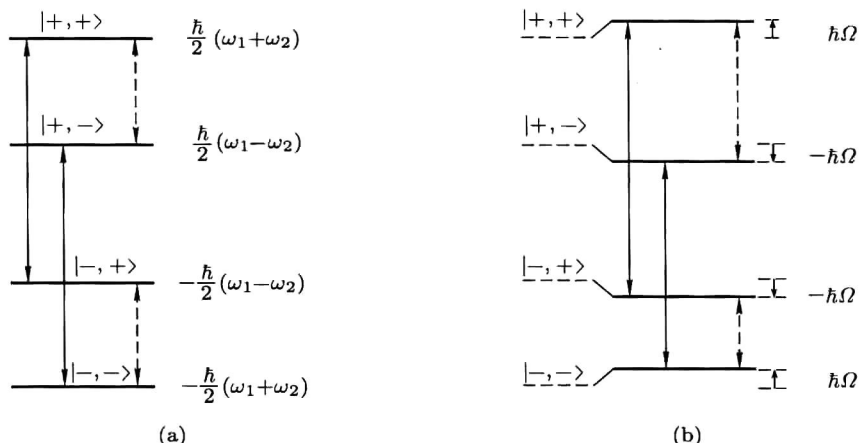 |+, +>
ħ/2 (ω₁+ω₂)
|+, −>
ħ/2 (ω₁−ω₂)
|−, +>
−ħ/2 (ω₁−ω₂)
|−, −>
−ħ/2 (ω₁+ω₂)
(a)
|+, +>
ħΩ
|+, −>
−ħΩ
|−, +>
−ħΩ
|−, −>
ħΩ
(b)